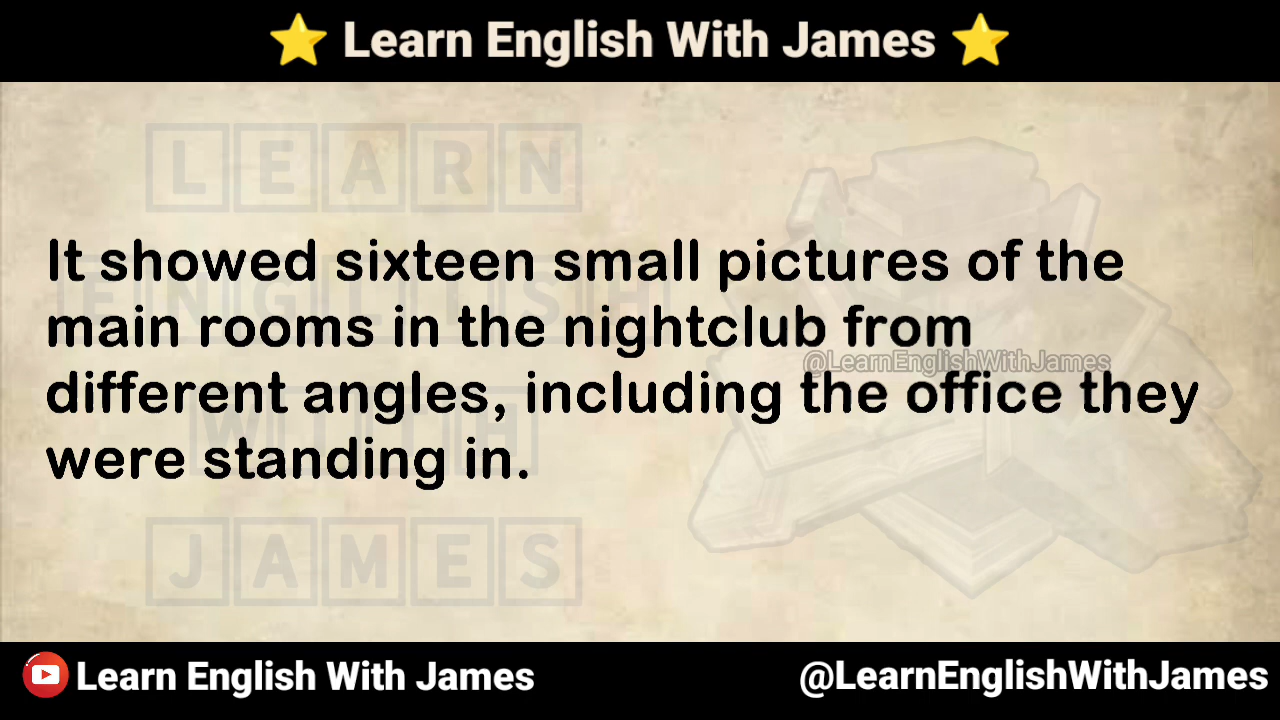 ⭐ Learn English With James ⭐
LEARN
It showed sixteen small pictures of the
ENGLISH
main rooms in the nightclub from
@LearnEnglishWithJames
different angles, including the office they
WITH
were standing in.
JAMES
Learn English With James
@LearnEnglishWithJames